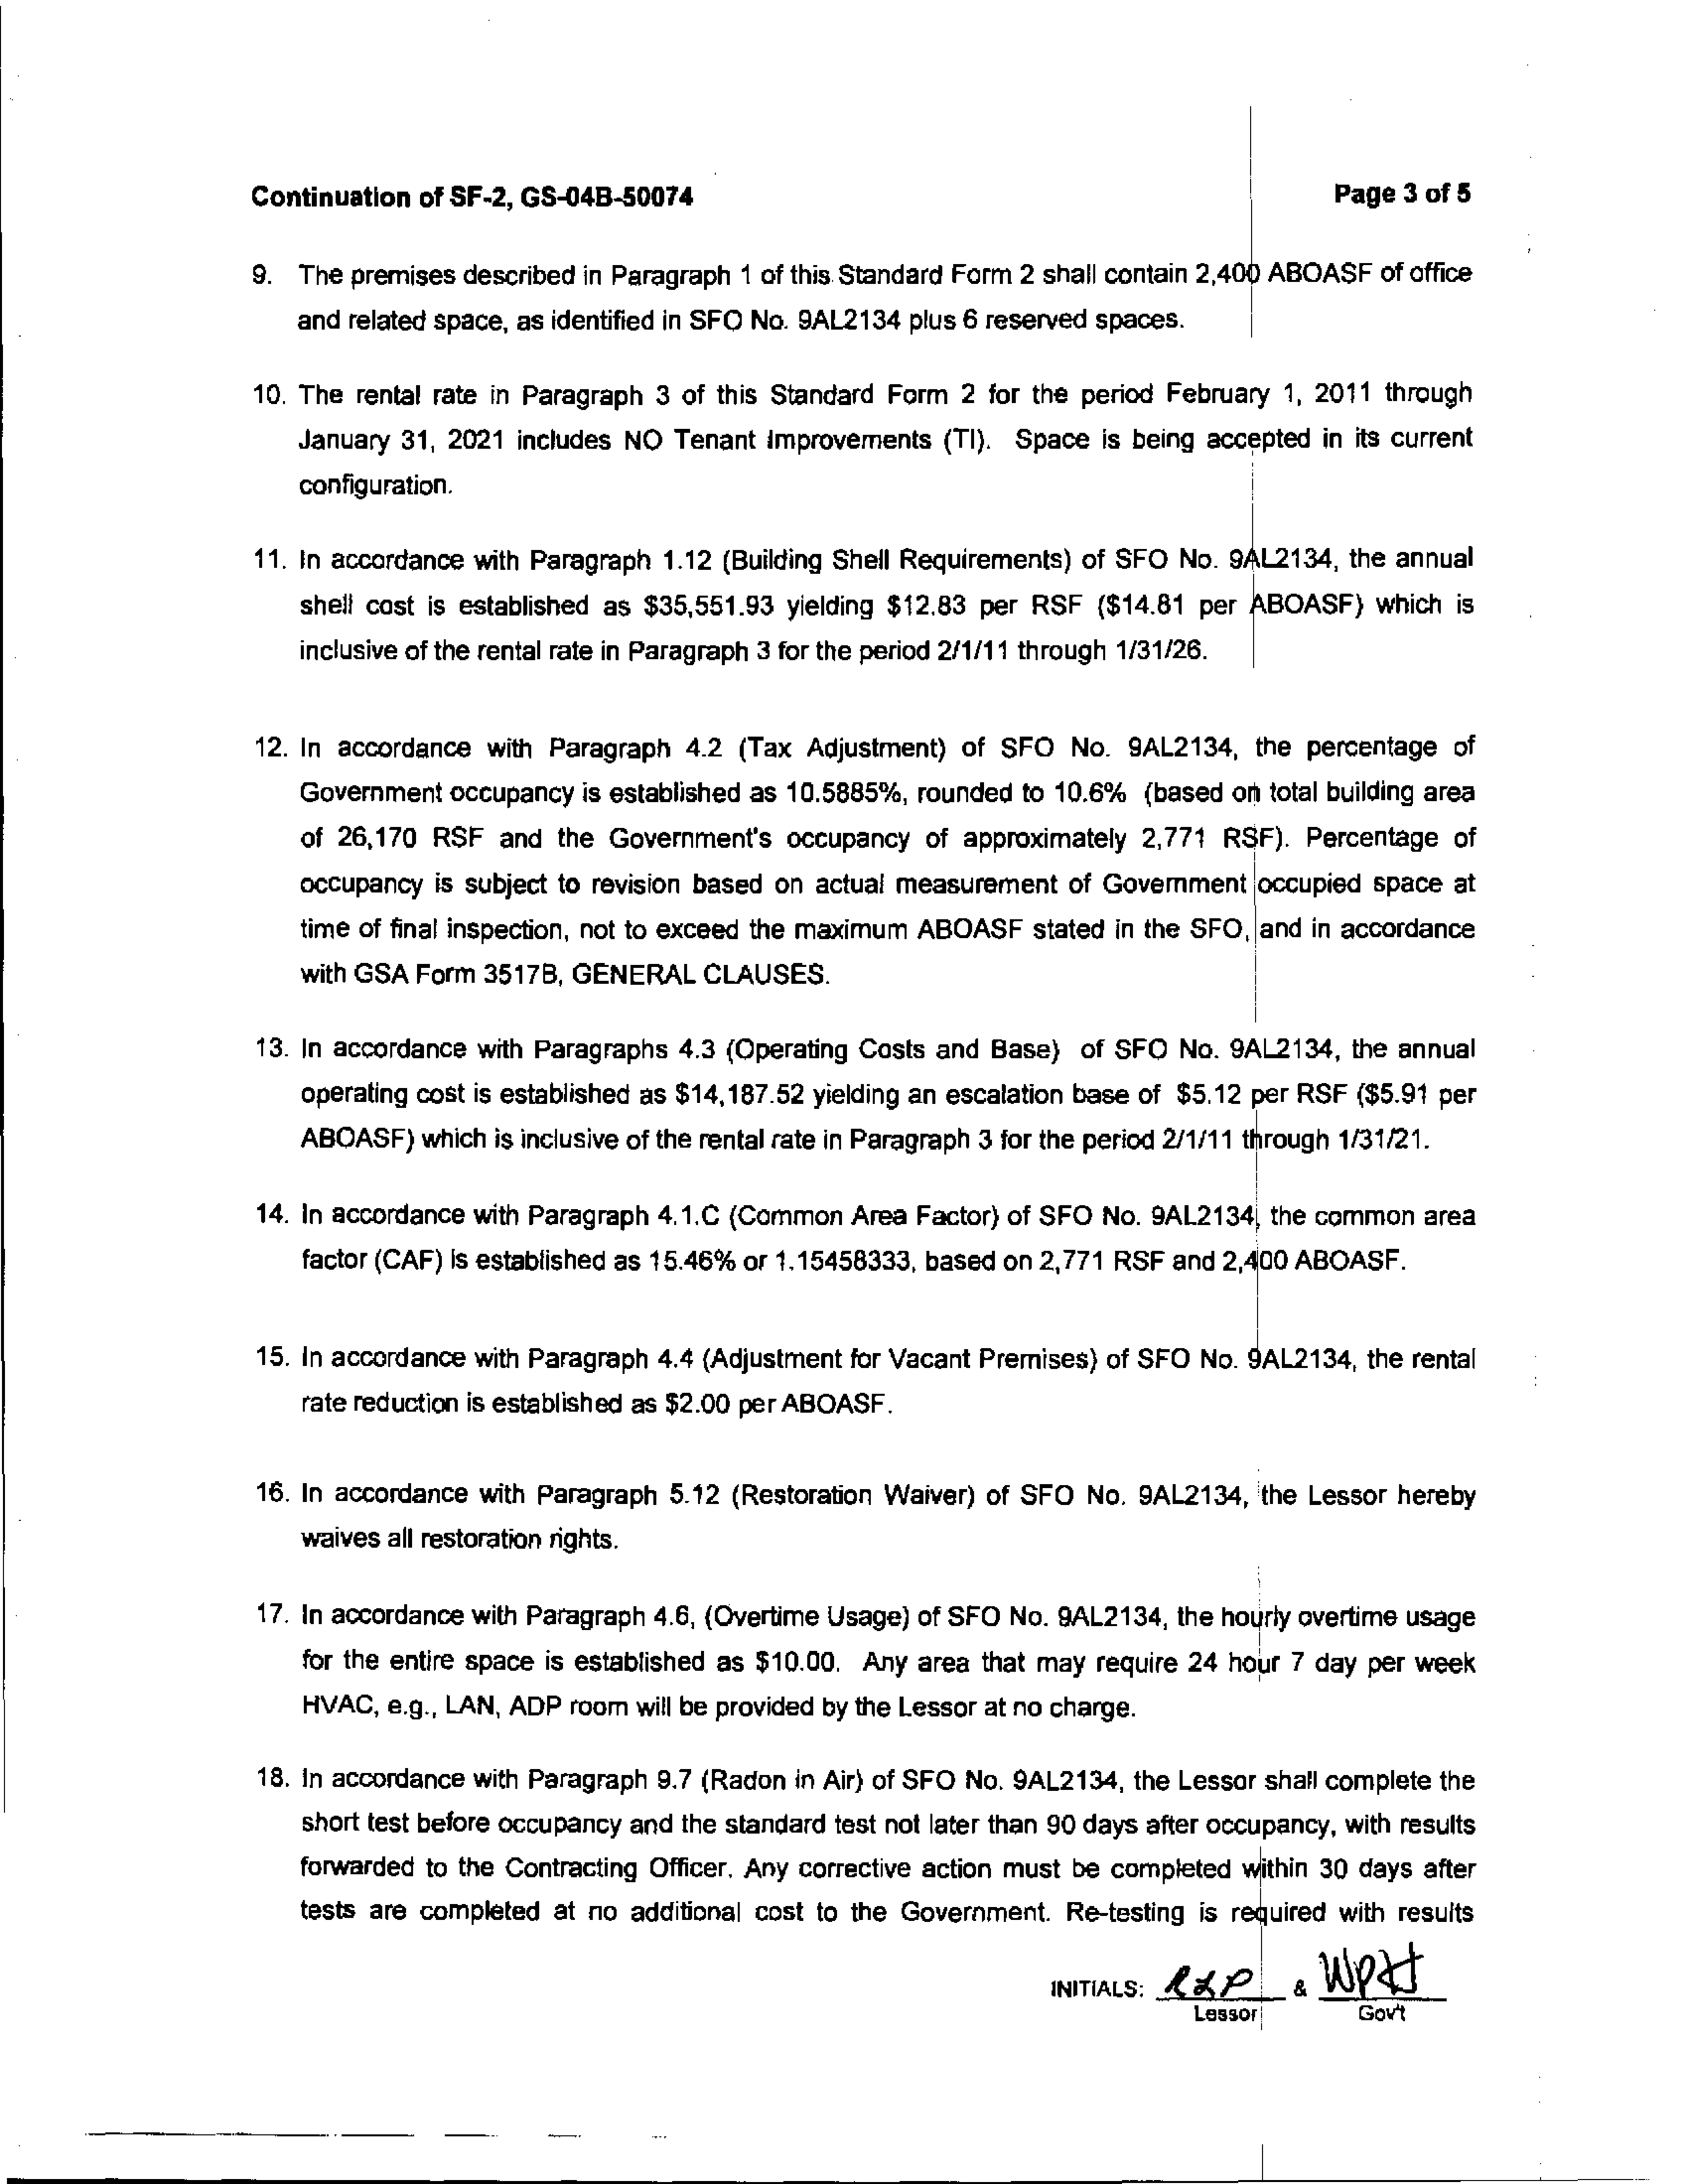 Continuation of SF-2, GS-04B-50074
Page 3 of 5
9. The premises described in Paragraph 1 of this Standard Form 2 shall contain 2,400 ABOASF of office
and related space, as identified in SFO No. 9AL2134 plus 6 reserved spaces.
10. The rental rate in Paragraph 3 of this Standard Form 2 for the period February 1, 2011 through
January 31, 2021 includes NO Tenant Improvements (TI). Space is being accepted in its current
configuration.
11. In accordance with Paragraph 1.12 (Building Shell Requirements) of SFO No. 9AL2134, the annual
shell cost is established as $35,551.93 yielding $12.83 per RSF ($14.81 per ABOASF) which is
inclusive of the rental rate in Paragraph 3 for the period 2/1/11 through 1/31/26.
12. In accordance with Paragraph 4.2 (Tax Adjustment) of SFO No. 9AL2134, the percentage of
Government occupancy is established as 10.5885%, rounded to 10.6% (based on total building area
of 26,170 RSF and the Government's occupancy of approximately 2,771 RSF). Percentage of
occupancy is subject to revision based on actual measurement of Government occupied space at
time of final inspection, not to exceed the maximum ABOASF stated in the SFO, and in accordance
with GSA Form 3517B, GENERAL CLAUSES.
13. In accordance with Paragraphs 4.3 (Operating Costs and Base) of SFO No. 9AL2134, the annual
operating cost is established as $14,187.52 yielding an escalation base of $5.12 per RSF ($5.91 per
ABOASF) which is inclusive of the rental rate in Paragraph 3 for the period 2/1/11 through 1/31/21.
14. In accordance with Paragraph 4.1.C (Common Area Factor) of SFO No. 9AL2134, the common area
factor (CAF) is established as 15.46% or 1.15458333, based on 2,771 RSF and 2,400 ABOASF.
15. In accordance with Paragraph 4.4 (Adjustment for Vacant Premises) of SFO No. 9AL2134, the rental
rate reduction is established as $2.00 per ABOASF.
16. In accordance with Paragraph 5.12 (Restoration Waiver) of SFO No. 9AL2134, the Lessor hereby
waives all restoration rights.
17. In accordance with Paragraph 4.6, (Overtime Usage) of SFO No. 9AL2134, the hourly overtime usage
for the entire space is established as $10.00. Any area that may require 24 hour 7 day per week
HVAC, e.g., LAN, ADP room will be provided by the Lessor at no charge.
18. In accordance with Paragraph 9.7 (Radon in Air) of SFO No. 9AL2134, the Lessor shall complete the
short test before occupancy and the standard test not later than 90 days after occupancy, with results
forwarded to the Contracting Officer. Any corrective action must be completed within 30 days after
tests are completed at no additional cost to the Government. Re-testing is required with results
INITIALS: RLP & WPH
Lessor Gov't